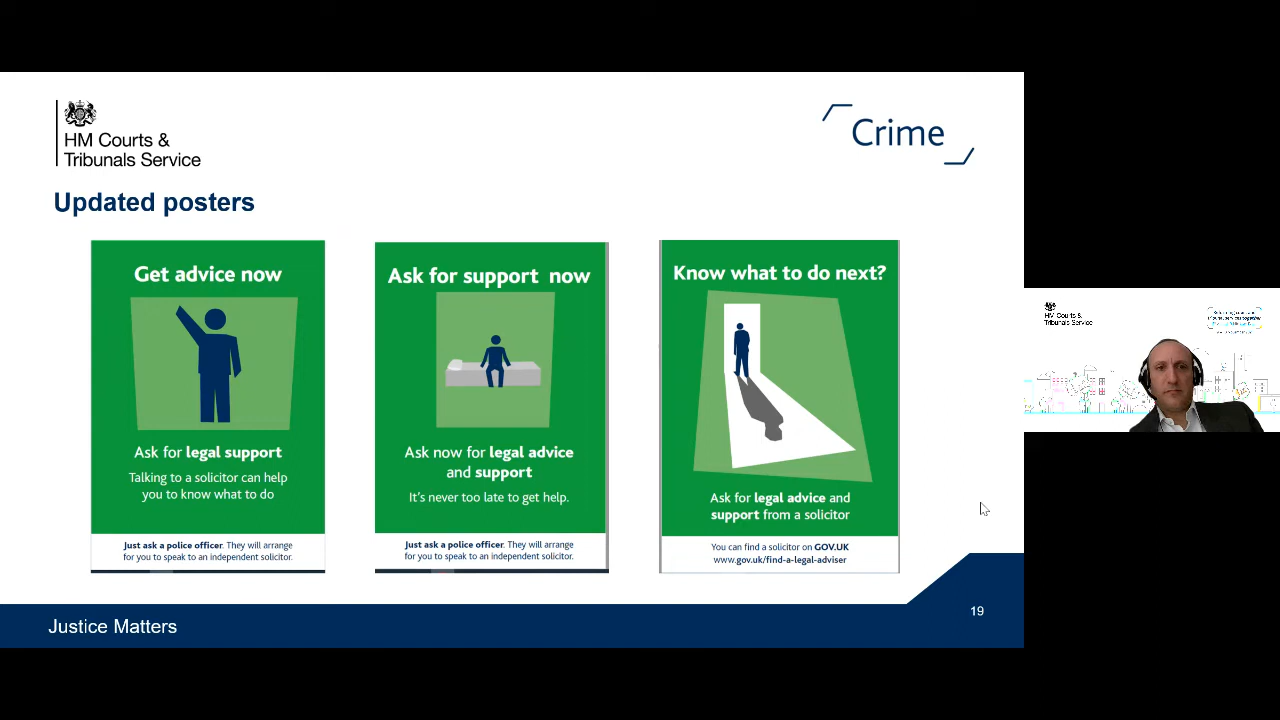 HM Courts &
Tribunals Service
Crime
Updated posters
Get advice now
Ask for legal support
Talking to a solicitor can help
you to know what to do
Just ask a police officer. They will arrange
for you to speak to an independent solicitor.
Ask for support now
Ask now for legal advice
and support
It's never too late to get help.
Just ask a police officer. They will arrange
for you to speak to an independent solicitor.
Know what to do next?
Ask for legal advice and
support from a solicitor
You can find a solicitor on GOV.UK
www.gov.uk/find-a-legal-adviser
Justice Matters
19
HM Courts &
Tribunals Service